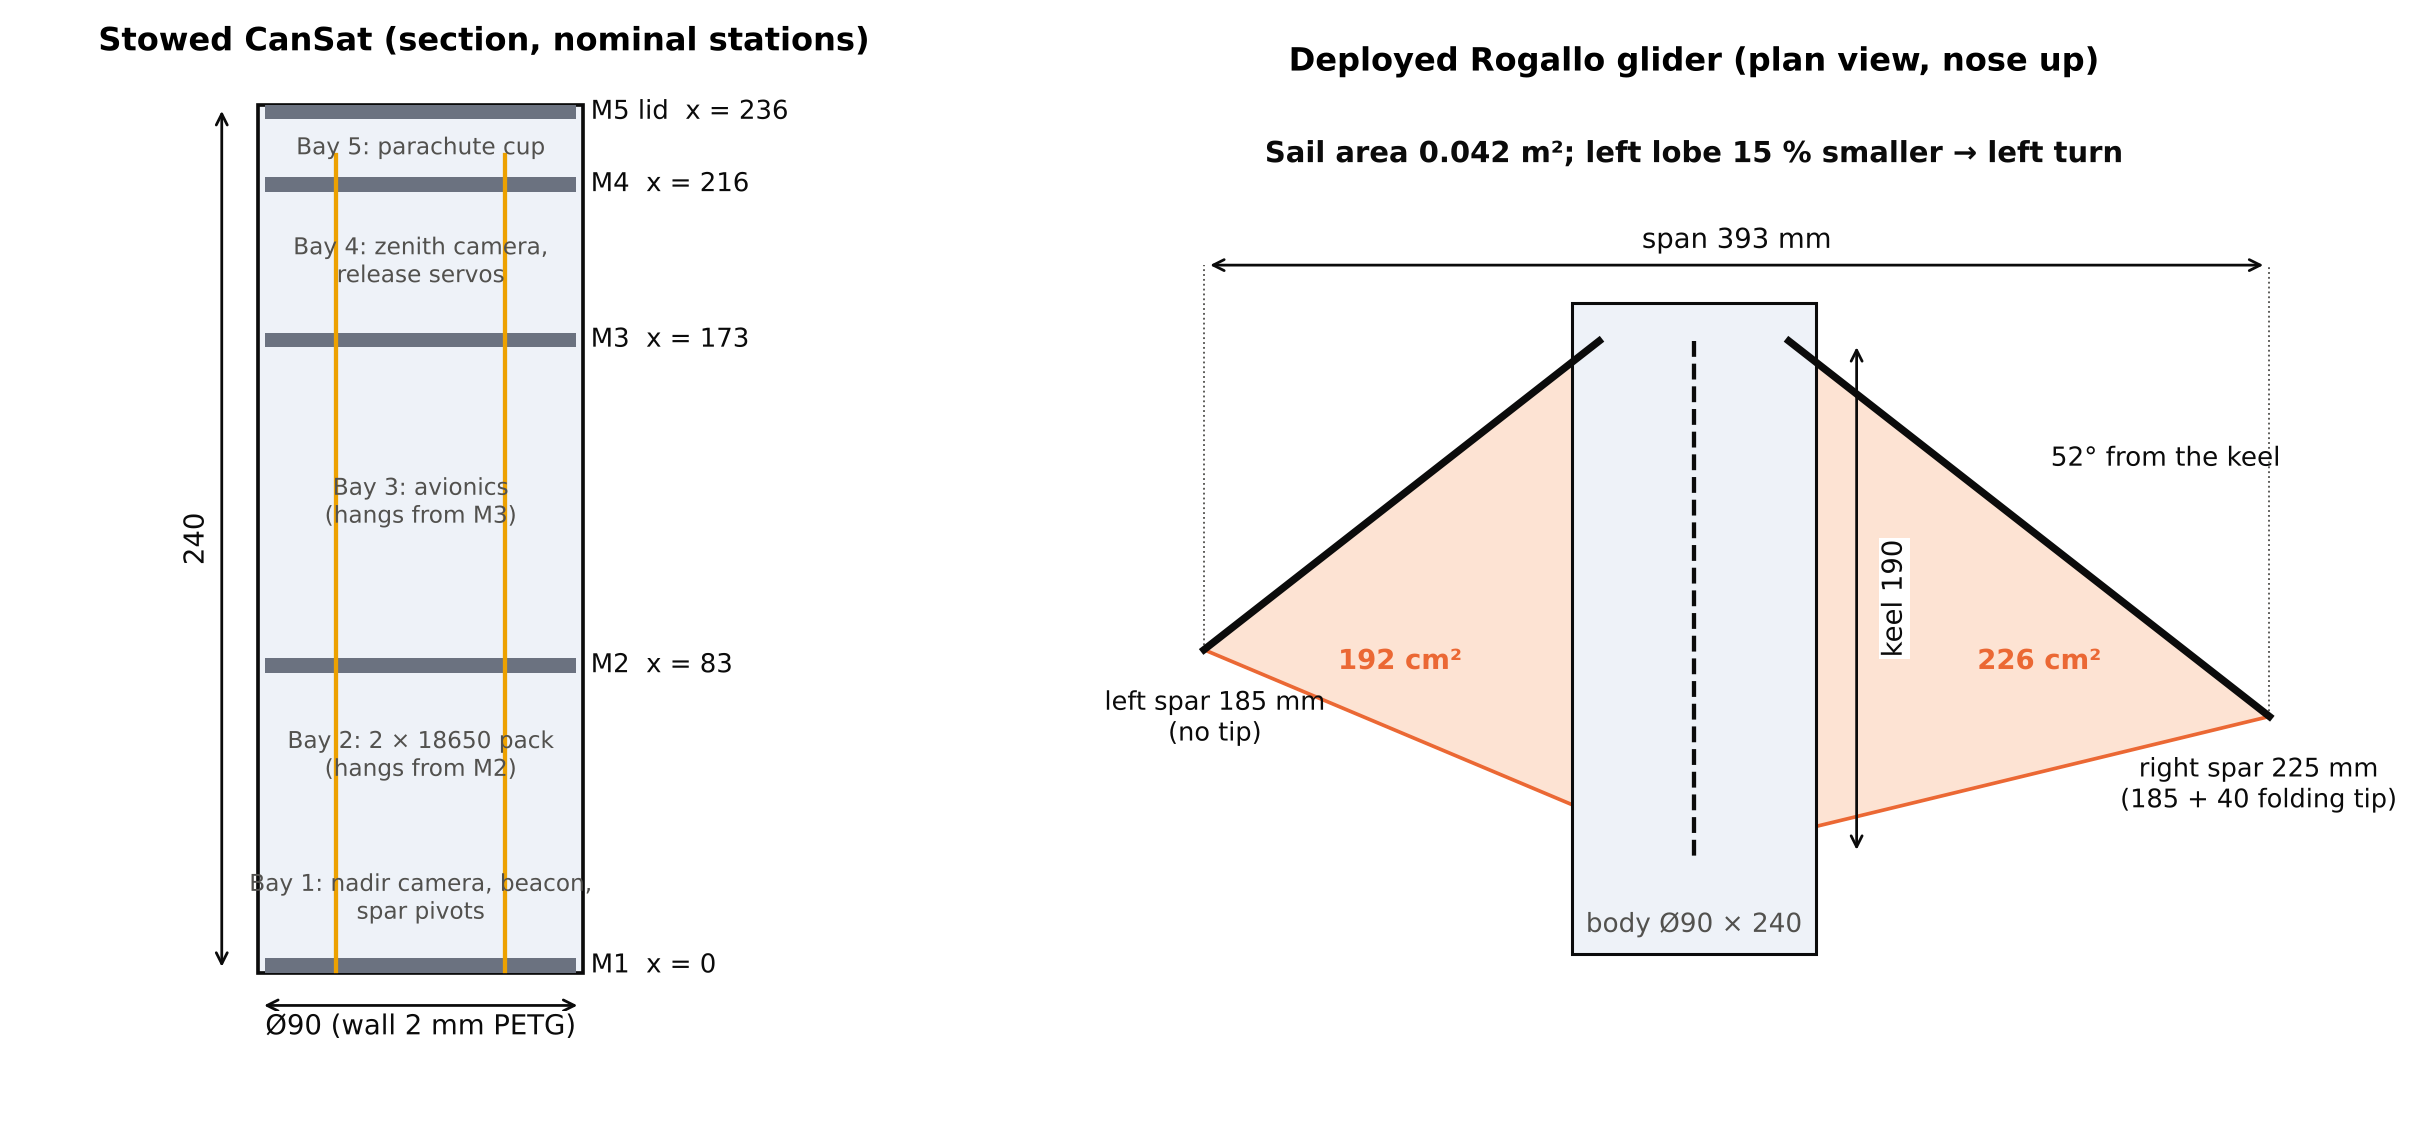 Stowed CanSat (section, nominal stations)
M5 lid  x = 236
Bay 5: parachute cup
M4  x = 216
Bay 4: zenith camera,
release servos
M3  x = 173
Bay 3: avionics
(hangs from M3)
240
M2  x = 83
Bay 2: 2 × 18650 pack
(hangs from M2)
Bay 1: nadir camera, beacon,
spar pivots
M1  x = 0
Ø90 (wall 2 mm PETG)
Deployed Rogallo glider (plan view, nose up)
Sail area 0.042 m²; left lobe 15 % smaller → left turn
span 393 mm
52° from the keel
keel 190
192 cm²
226 cm²
left spar 185 mm
(no tip)
right spar 225 mm
(185 + 40 folding tip)
body Ø90 × 240